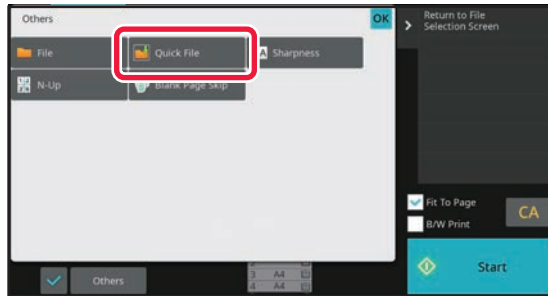 Others
OK
Return to File
Selection Screen
File
Quick File
A Sharpness
N-Up
Blank Page Skip
Fit To Page
B/W Print
CA
Start
Others
3 A4
4 A4